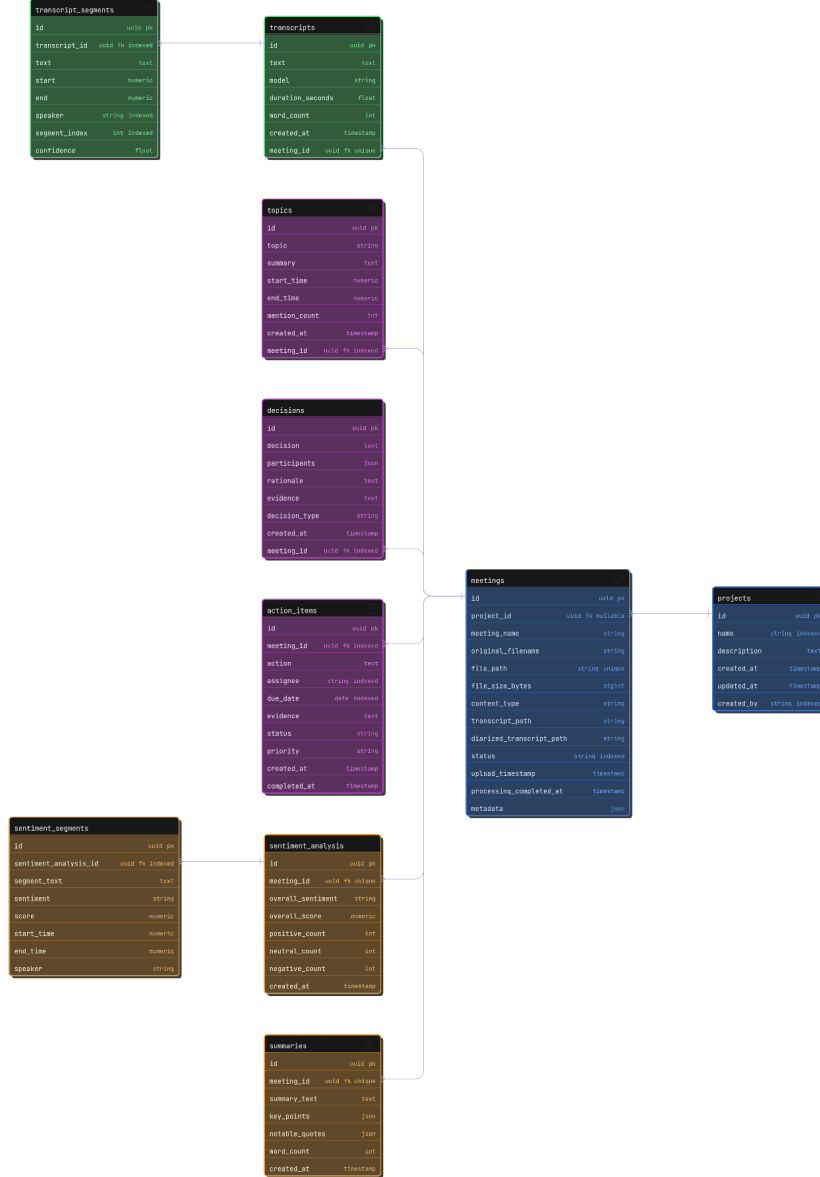 transcript_segments
id uuid pk
transcript_id uuid fk indexed
text text
start numeric
end numeric
speaker string indexed
segment_index int indexed
confidence float
transcripts
id uuid pk
text text
model string
duration_seconds float
word_count int
created_at timestamp
meeting_id uuid fk unique
topics
id uuid pk
topic string
summary text
start_time numeric
end_time numeric
mention_count int
created_at timestamp
meeting_id uuid fk indexed
decisions
id uuid pk
decision text
participants json
rationale text
evidence text
decision_type string
created_at timestamp
meeting_id uuid fk indexed
action_items
id uuid pk
meeting_id uuid fk indexed
action text
assignee string indexed
due_date date indexed
evidence text
status string
priority string
created_at timestamp
completed_at timestamp
meetings
id uuid pk
project_id uuid fk nullable
meeting_name string
original_filename string
file_path string unique
file_size_bytes bigint
content_type string
transcript_path string
diarized_transcript_path string
status string indexed
upload_timestamp timestamp
processing_completed_at timestamp
metadata json
projects
id uuid pk
name string indexed
description text
created_at timestamp
updated_at timestamp
created_by string indexed
sentiment_segments
id uuid pk
sentiment_analysis_id uuid fk indexed
segment_text text
sentiment string
score numeric
start_time numeric
end_time numeric
speaker string
sentiment_analysis
id uuid pk
meeting_id uuid fk unique
overall_sentiment string
overall_score numeric
positive_count int
neutral_count int
negative_count int
created_at timestamp
summaries
id uuid pk
meeting_id uuid fk unique
summary_text text
key_points json
notable_quotes json
word_count int
created_at timestamp